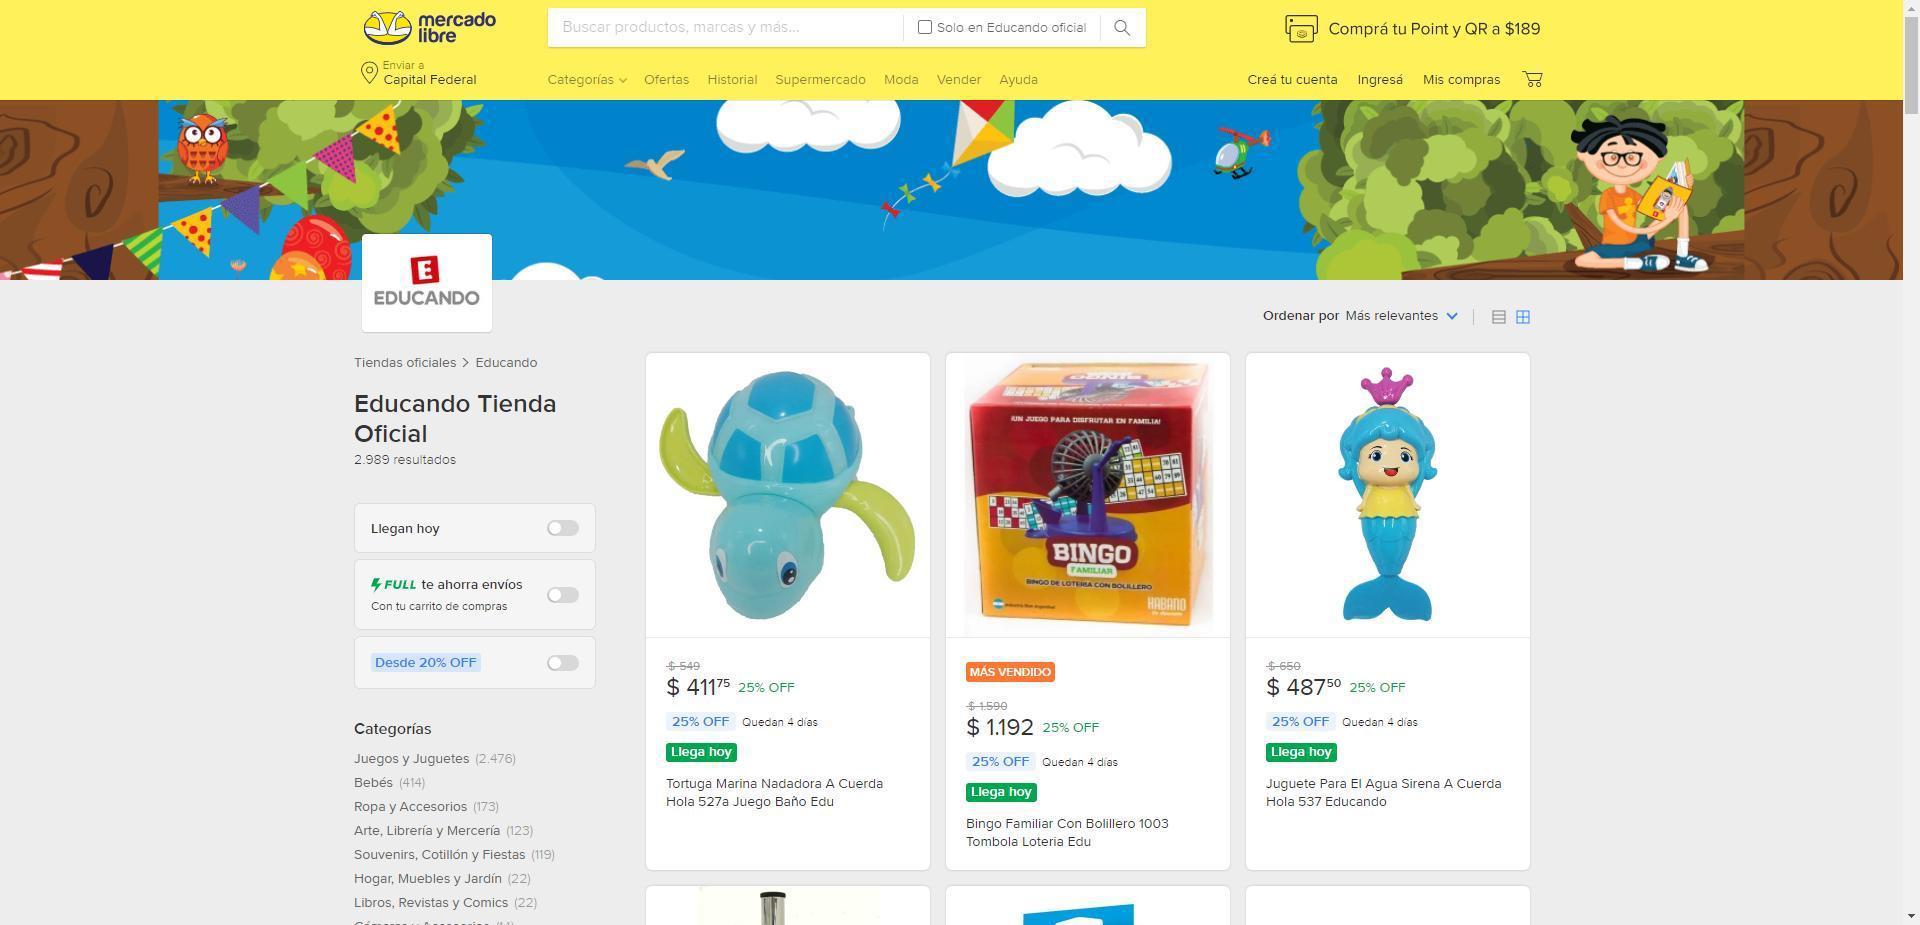 mercado
libre
Buscar productos, marcas y más...
Solo en Educando oficial
Comprá tu Point y QR a $189
Enviar a
Capital Federal
Categorías
Ofertas
Historial
Supermercado
Moda
Vender
Ayuda
Creá tu cuenta
Ingresá
Mis compras
E
EDUCANDO
Ordenar por Más relevantes
Tiendas oficiales > Educando
Educando Tienda
Oficial
2.989 resultados
Llegan hoy
FULL te ahorra envíos
Con tu carrito de compras
Desde 20% OFF
Categorías
Juegos y Juguetes (2.476)
Bebés (414)
Ropa y Accesorios (173)
Arte, Librería y Mercería (123)
Souvenirs, Cotillón y Fiestas (119)
Hogar, Muebles y Jardín (22)
Libros, Revistas y Comics (22)
$ 549
$ 411 75 25% OFF
25% OFF Quedan 4 días
Llega hoy
Tortuga Marina Nadadora A Cuerda
Hola 527a Juego Baño Edu
¡UN JUEGO PARA DISFRUTAR EN FAMILIA!
BINGO
FAMILIAR
BINGO DE LOTERIA CON BOLILLERO
HABANO
MÁS VENDIDO
$ 1.590
$ 1.192 25% OFF
25% OFF Quedan 4 días
Llega hoy
Bingo Familiar Con Bolillero 1003
Tombola Loteria Edu
$ 650
$ 487 50 25% OFF
25% OFF Quedan 4 días
Llega hoy
Juguete Para El Agua Sirena A Cuerda
Hola 537 Educando